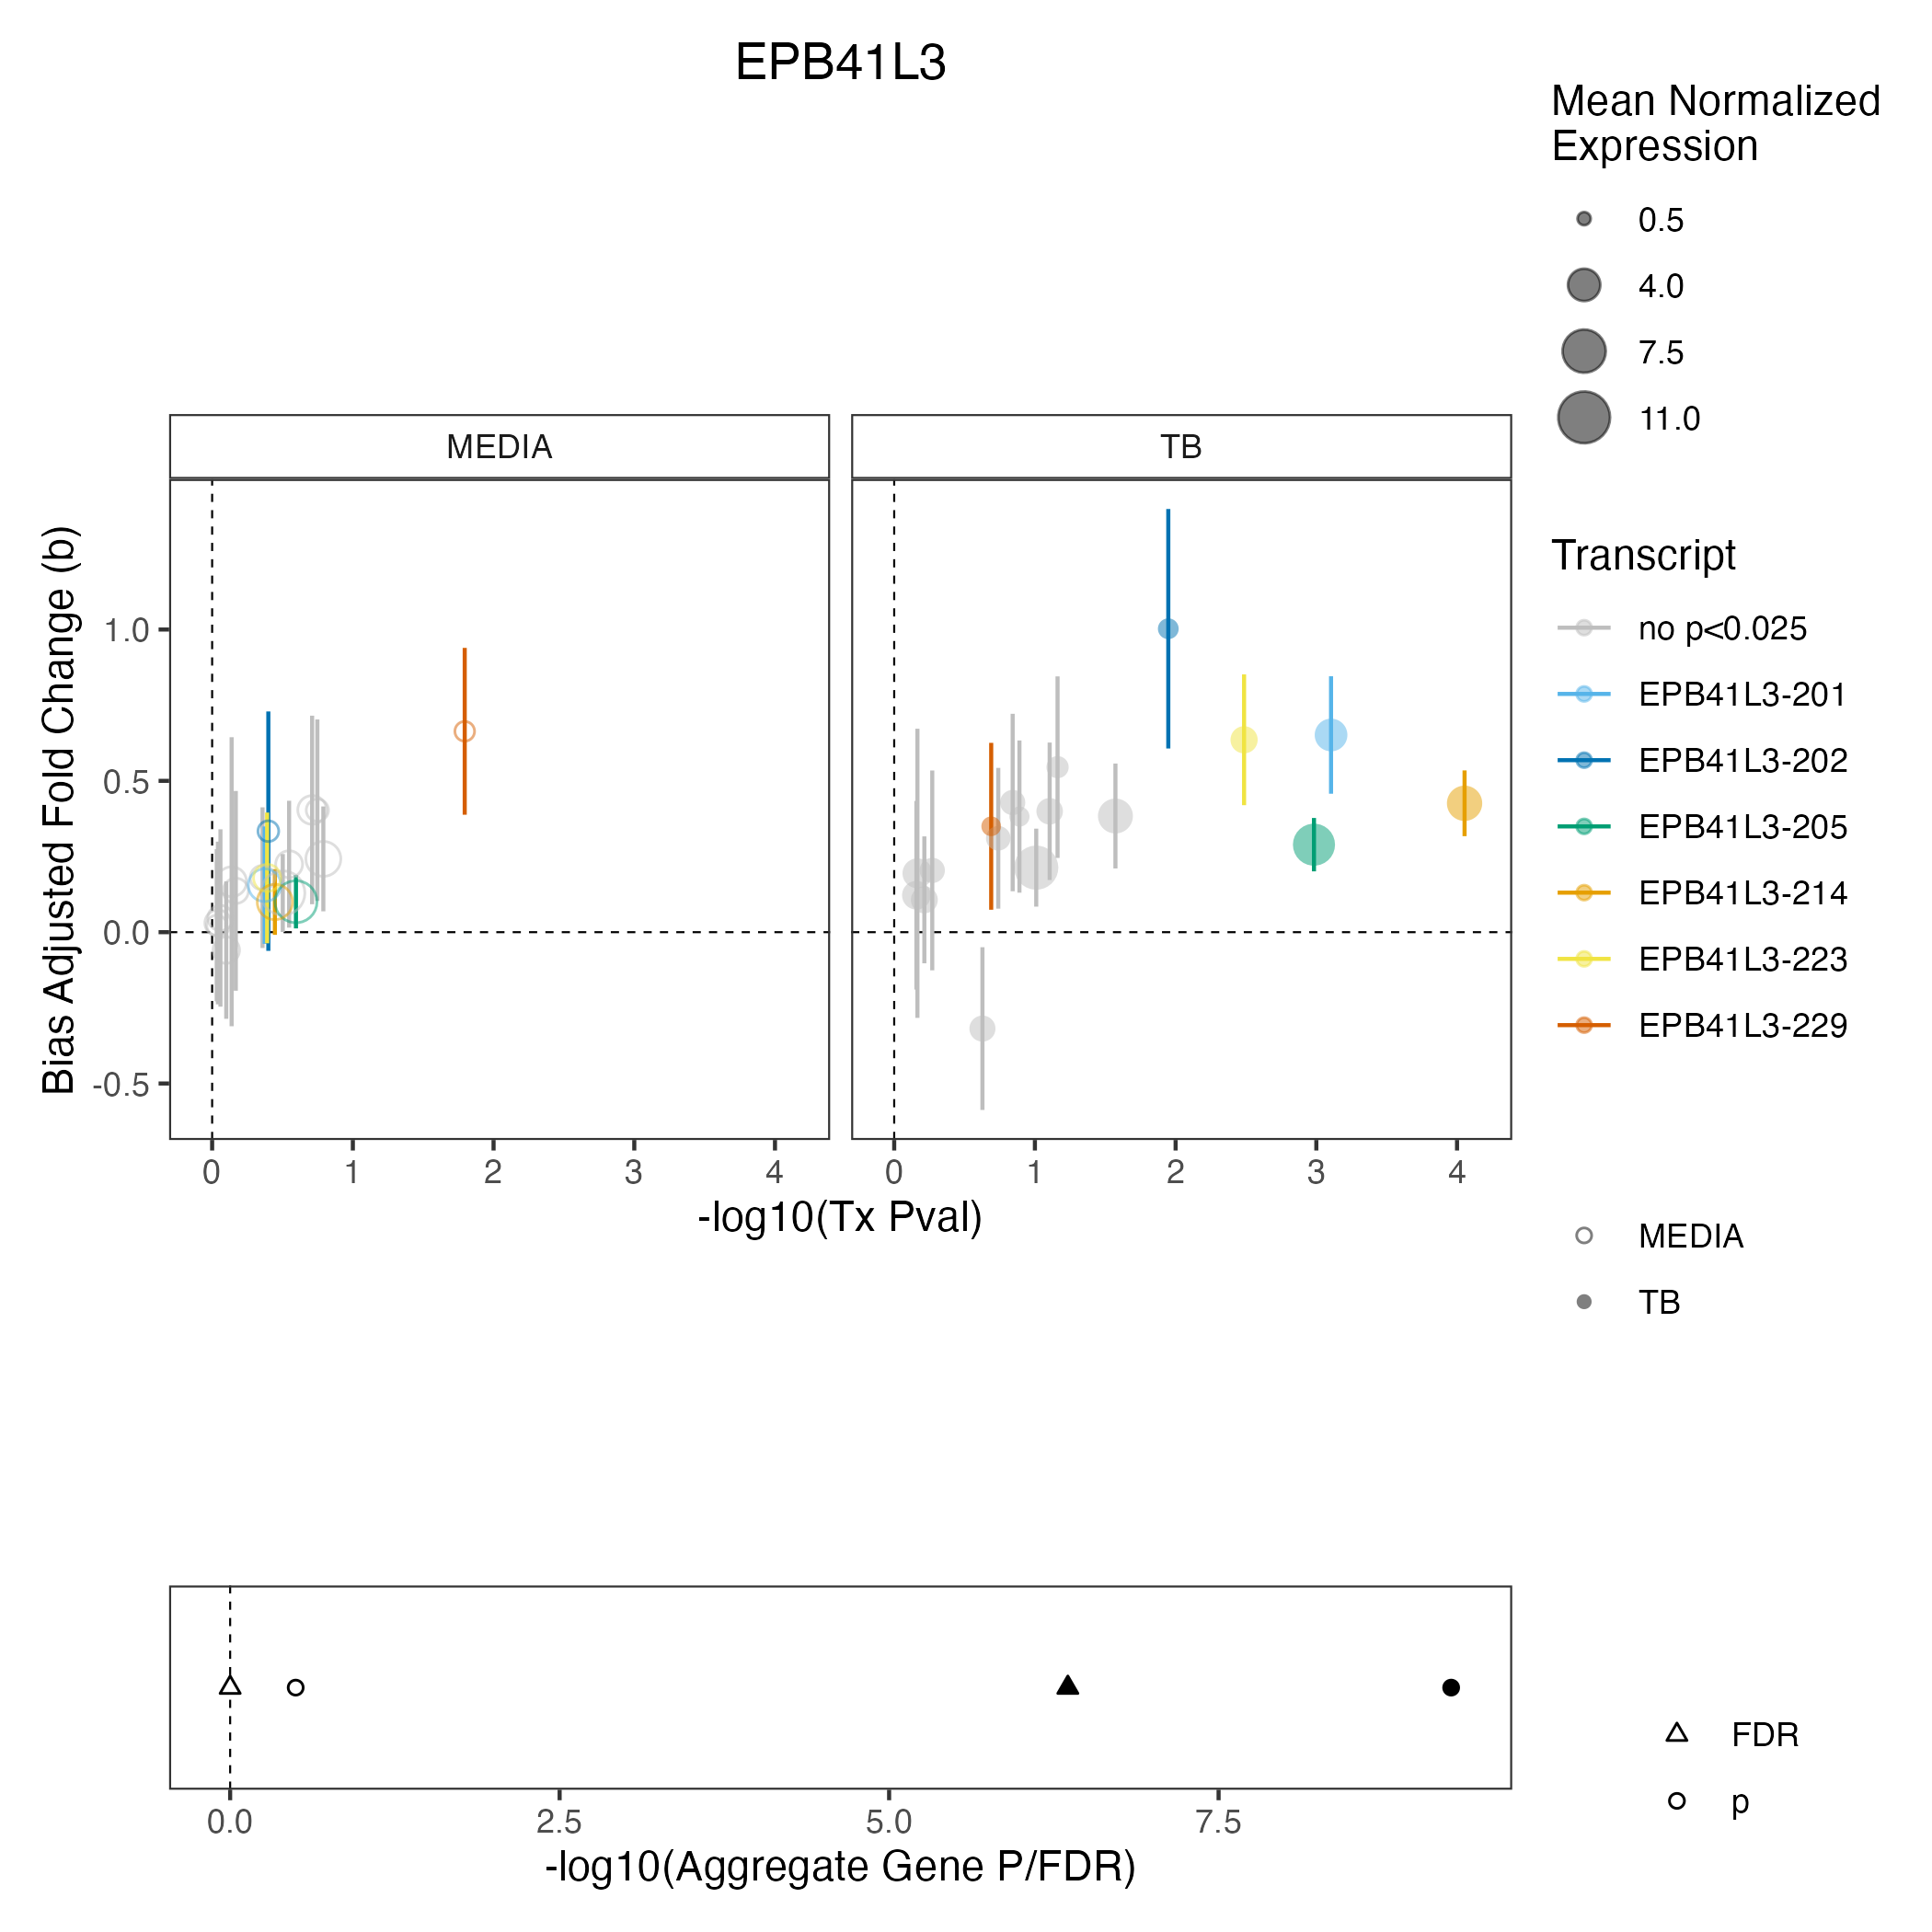 EPB41L3
Mean Normalized
Expression
0.5
4.0
7.5
11.0
MEDIA
TB
Bias Adjusted Fold Change (b)
1.0
0.5
0.0
-0.5
0
1
2
3
4
0
1
2
3
4
-log10(Tx Pval)
Transcript
no p<0.025
EPB41L3-201
EPB41L3-202
EPB41L3-205
EPB41L3-214
EPB41L3-223
EPB41L3-229
MEDIA
TB
0.0
2.5
5.0
7.5
-log10(Aggregate Gene P/FDR)
FDR
p